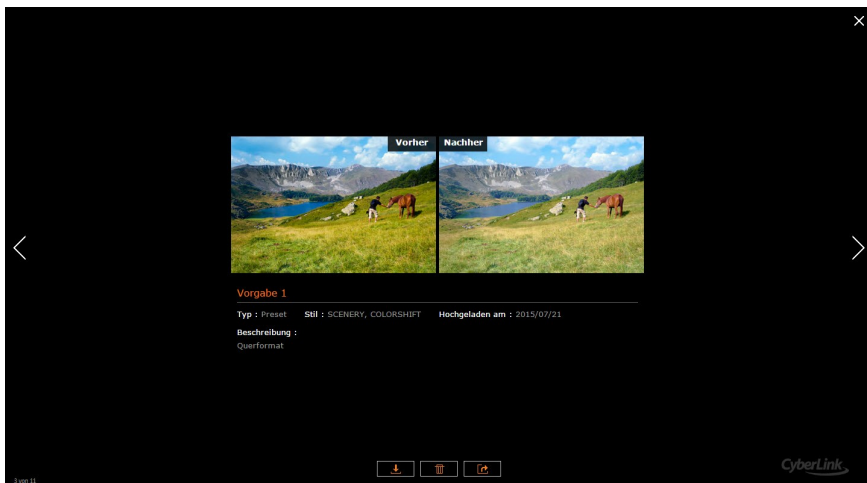 Vorher Nachher
Vorgabe 1
Typ : Preset Stil : SCENERY, COLORSHIFT Hochgeladen am : 2015/07/21
Beschreibung :
Querformat
CyberLink
3 von 11